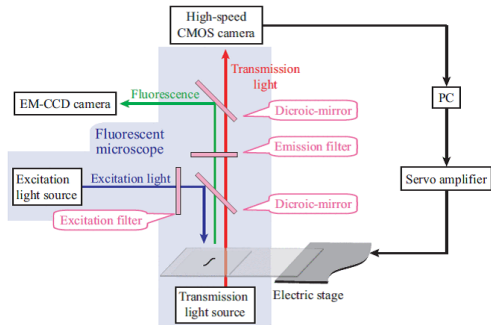 High-speed
CMOS camera
Transmission
light
Fluorescence
EM-CCD camera
PC
Dicroic-mirror
Fluorescent
microscope
Emission filter
Excitation
light source
Excitation light
Servo amplifier
Dicroic-mirror
Excitation filter
Electric stage
Transmission
light source